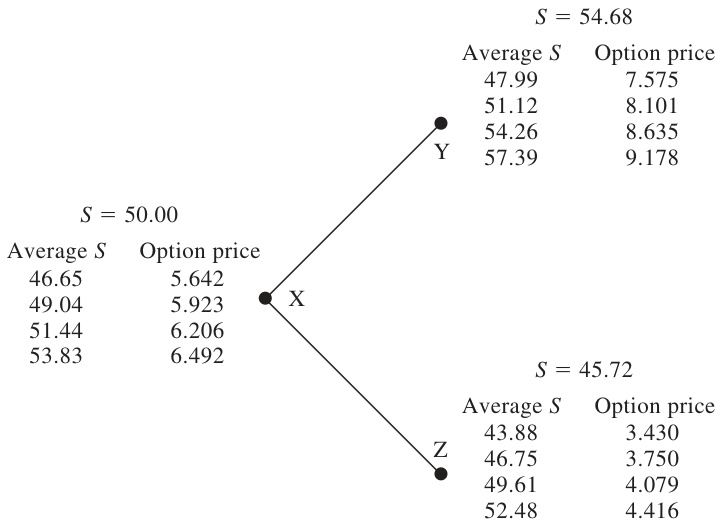 S = 54.68
Average S Option price
47.99 7.575
51.12 8.101
54.26 8.635
57.39 9.178
Y
S = 50.00
Average S Option price
46.65 5.642
49.04 5.923
51.44 6.206
53.83 6.492
X
S = 45.72
Average S Option price
43.88 3.430
46.75 3.750
49.61 4.079
52.48 4.416
Z